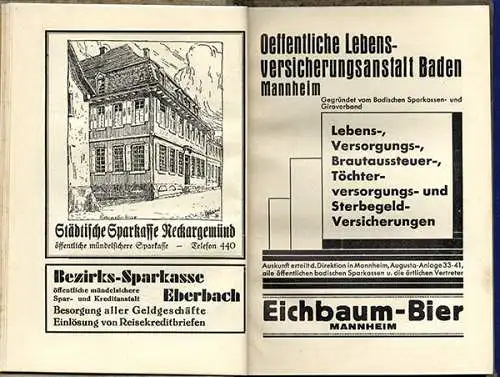 Städtische Sparkasse Neckargemünd
öffentliche mündelsichere Sparkasse – Telefon 440
Bezirks-Sparkasse
öffentliche mündelsichere
Spar- und Kreditanstalt
Eberbach
Besorgung aller Geldgeschäfte
Einlösung von Reisekreditbriefen
Oeffentliche Lebens-
versicherungsanstalt Baden
Mannheim
Gegründet vom Badischen Sparkassen- und
Giroverband
Lebens-,
Versorgungs-,
Brautaussteuer-,
Töchter-
versorgungs- und
Sterbegeld-
Versicherungen
Auskunft erteilt d. Direktion in Mannheim, Augusta-Anlage 33-41,
alle öffentlichen badischen Sparkassen u. die örtlichen Vertreter
Eichbaum-Bier
MANNHEIM